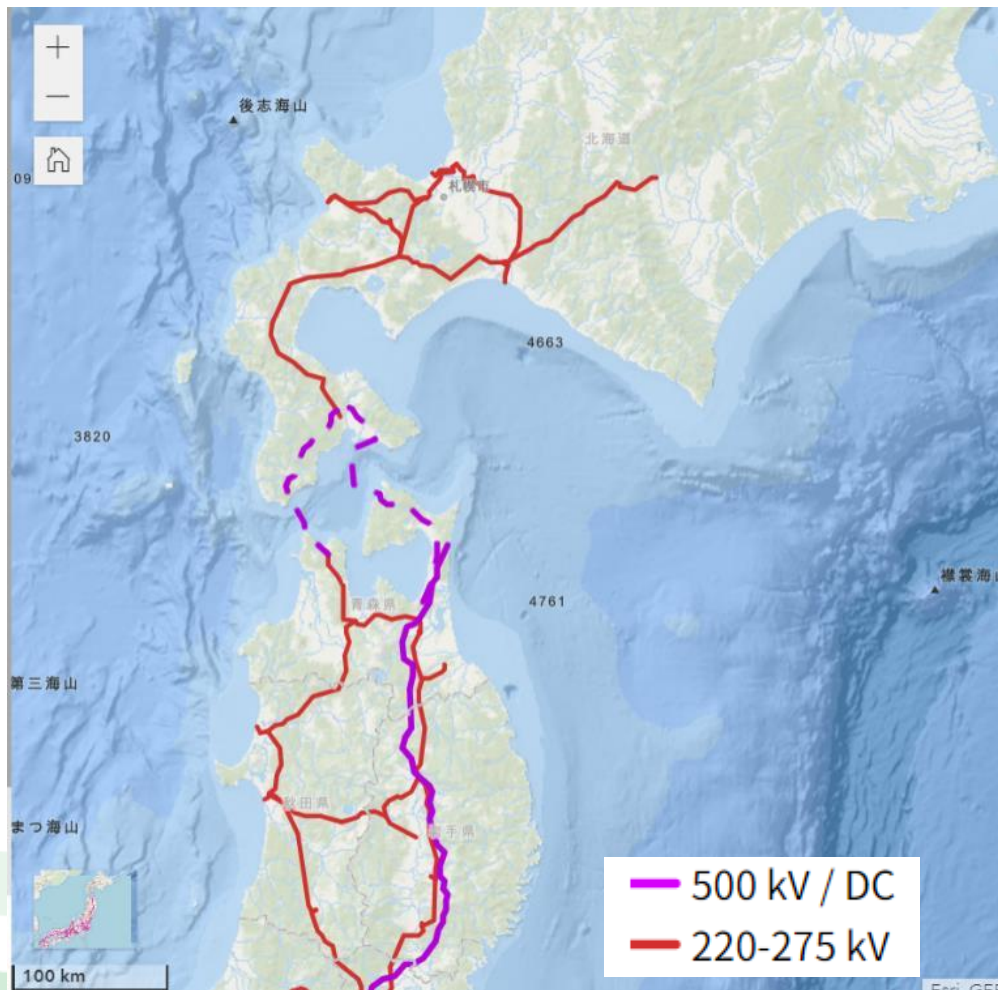 +
後志海山
−
北海道
09
札幌市
4663
3820
襟裳海山
4761
青森県
第三海山
秋田県
まつ海山
岩手県
500 kV / DC
220-275 kV
100 km